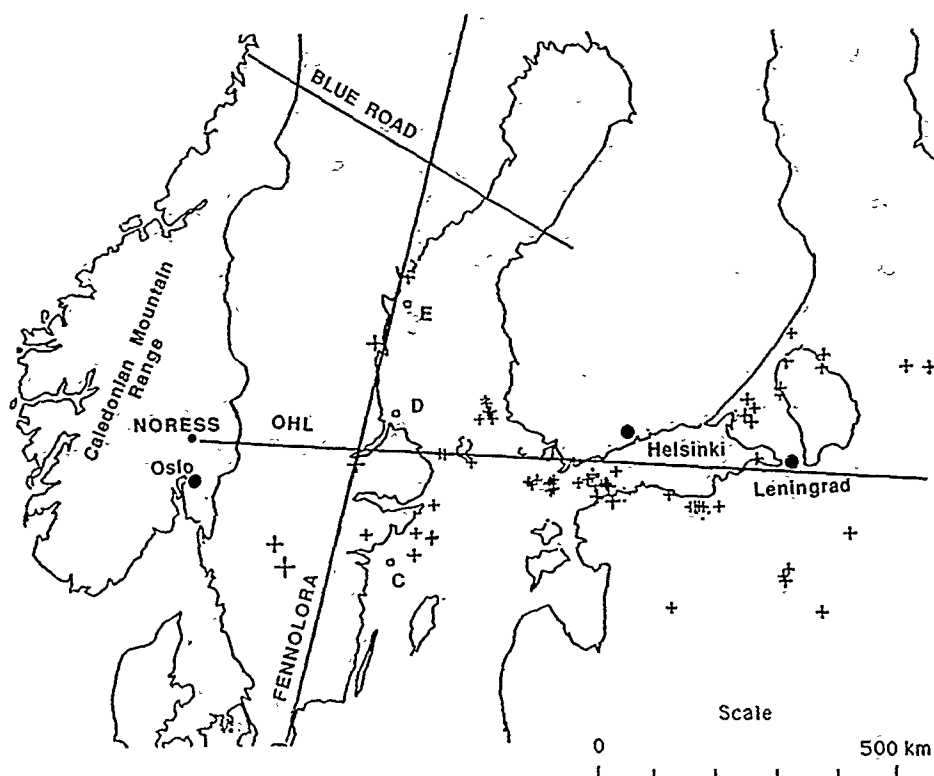 BLUE ROAD
Caledonian Mountain
Range
E
D
NORESS
OHL
Helsinki
Oslo
Leningrad
C
FENNOLORA
Scale
0
500 km